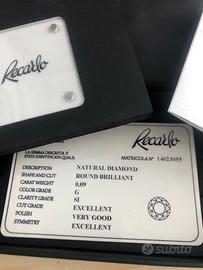 Recarlo
LA GEMMA DESCRITTA E'
STATA IDENTIFICATA QUALE:
Recarlo
MATRICOLA N° 14023055
DESCRIPTION NATURAL DIAMOND
SHAPE AND CUT ROUND BRILLIANT
CARAT WEIGHT 0,09
COLOR GRADE G
CLARITY GRADE SI
CUT GRADE EXCELLENT
POLISH VERY GOOD
SYMMETRY EXCELLENT
subito